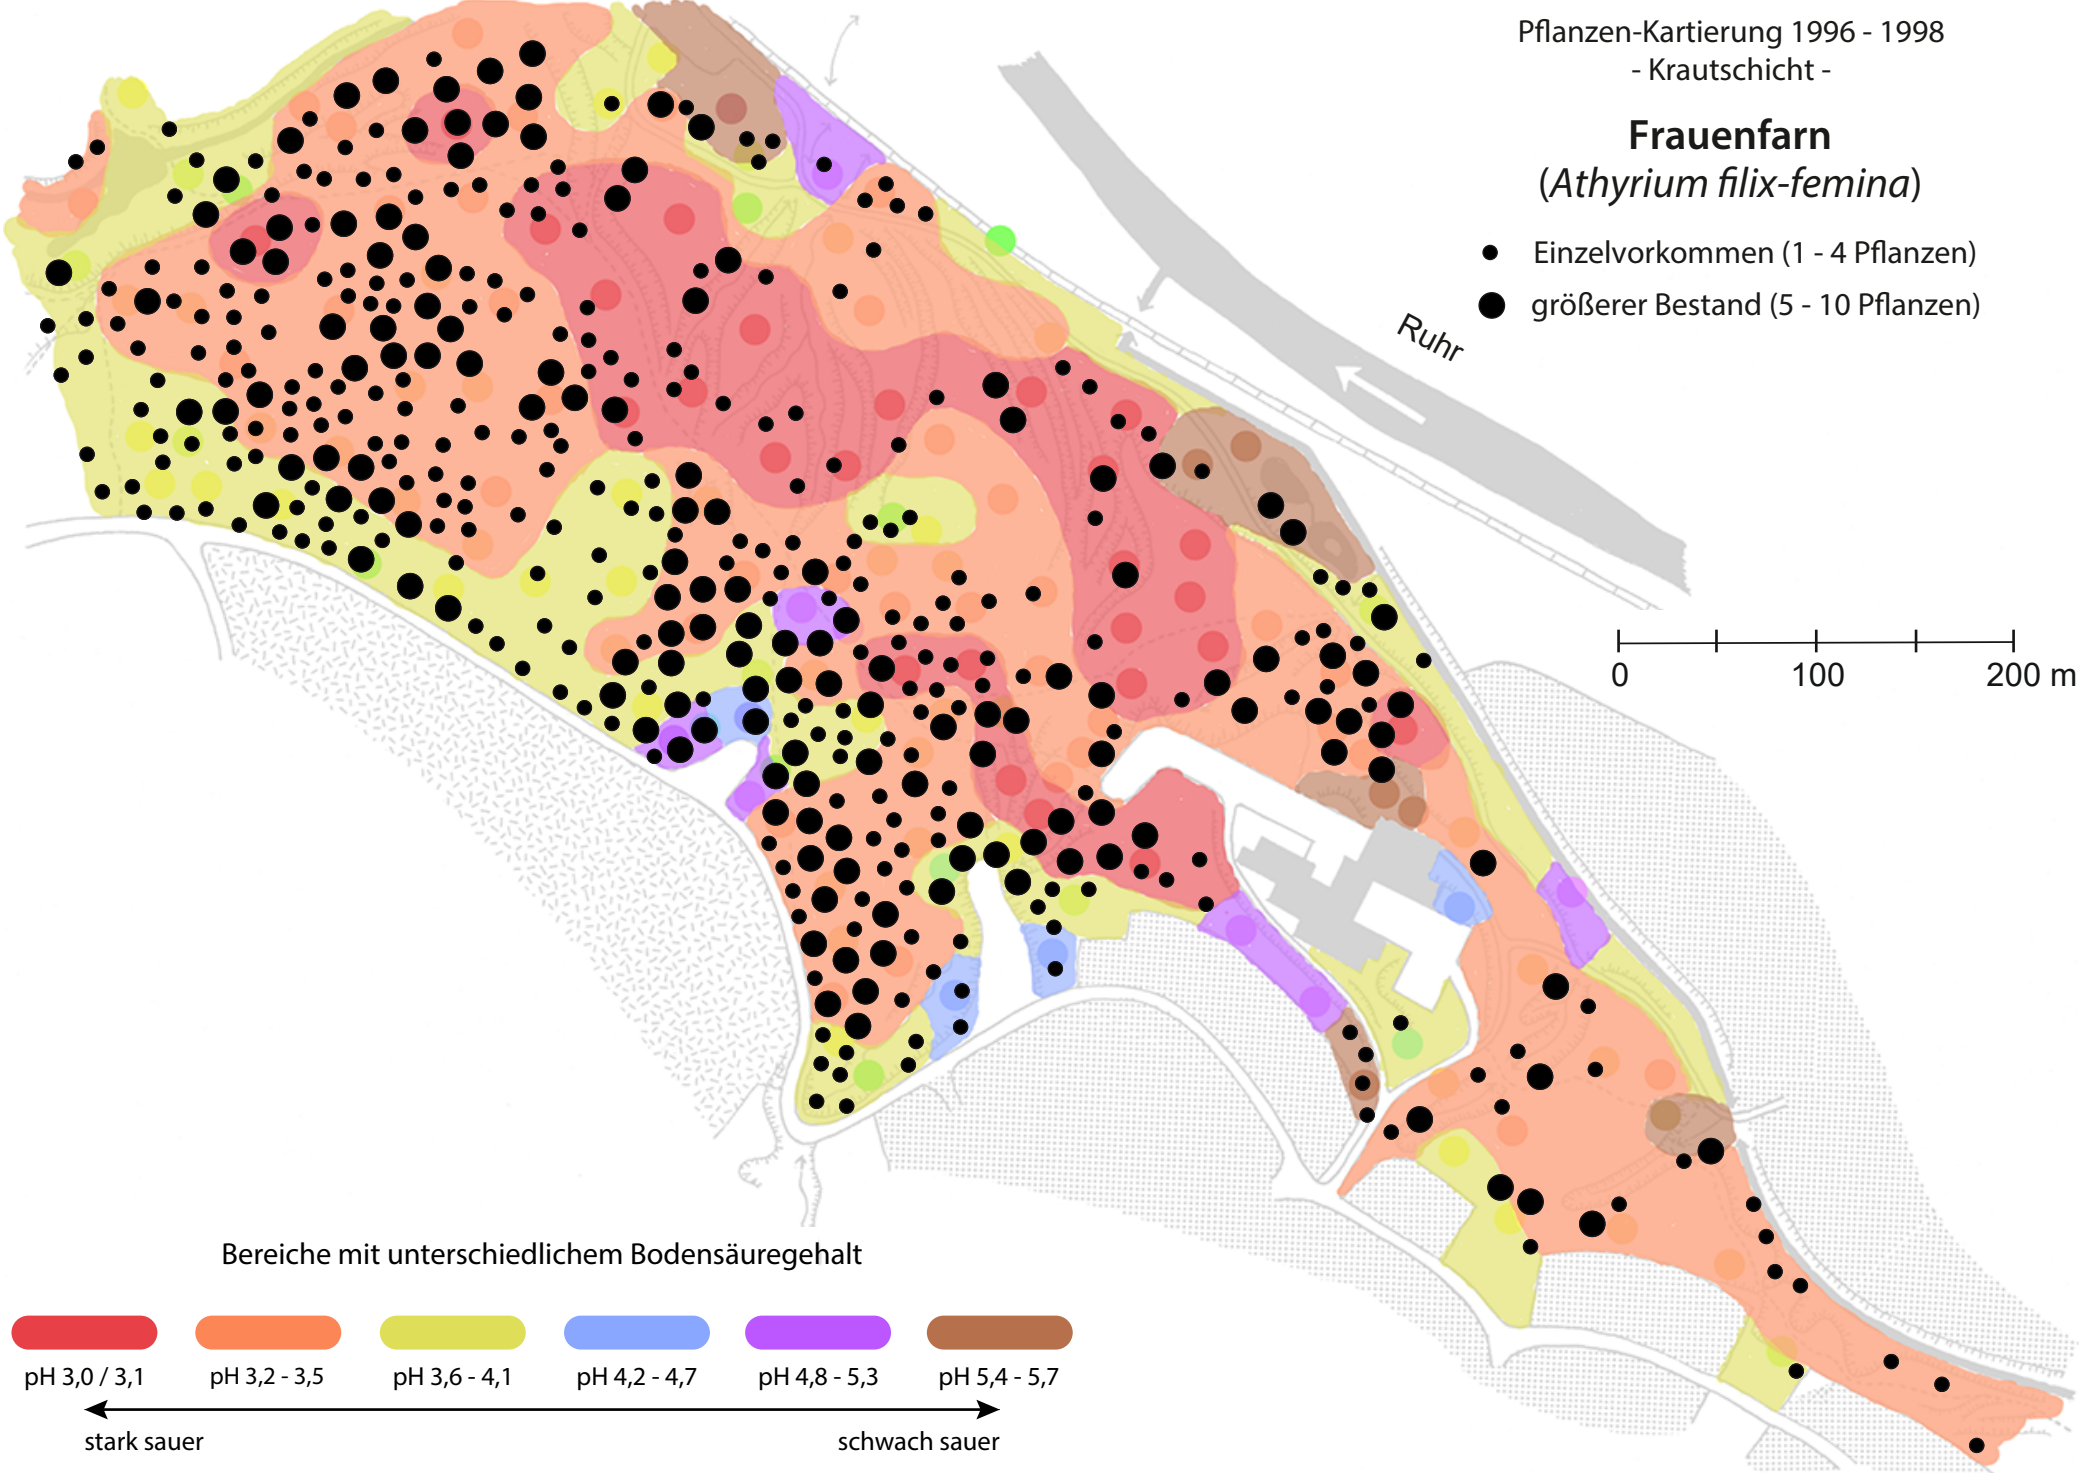 Pflanzen-Kartierung 1996 - 1998
- Krautschicht -
Frauenfarn
(Athyrium filix-femina)
Einzelvorkommen (1 - 4 Pflanzen)
größerer Bestand (5 - 10 Pflanzen)
Ruhr
0 100 200 m
Bereiche mit unterschiedlichem Bodensäuregehalt
pH 3,0 / 3,1 pH 3,2 - 3,5 pH 3,6 - 4,1 pH 4,2 - 4,7 pH 4,8 - 5,3 pH 5,4 - 5,7
stark sauer schwach sauer